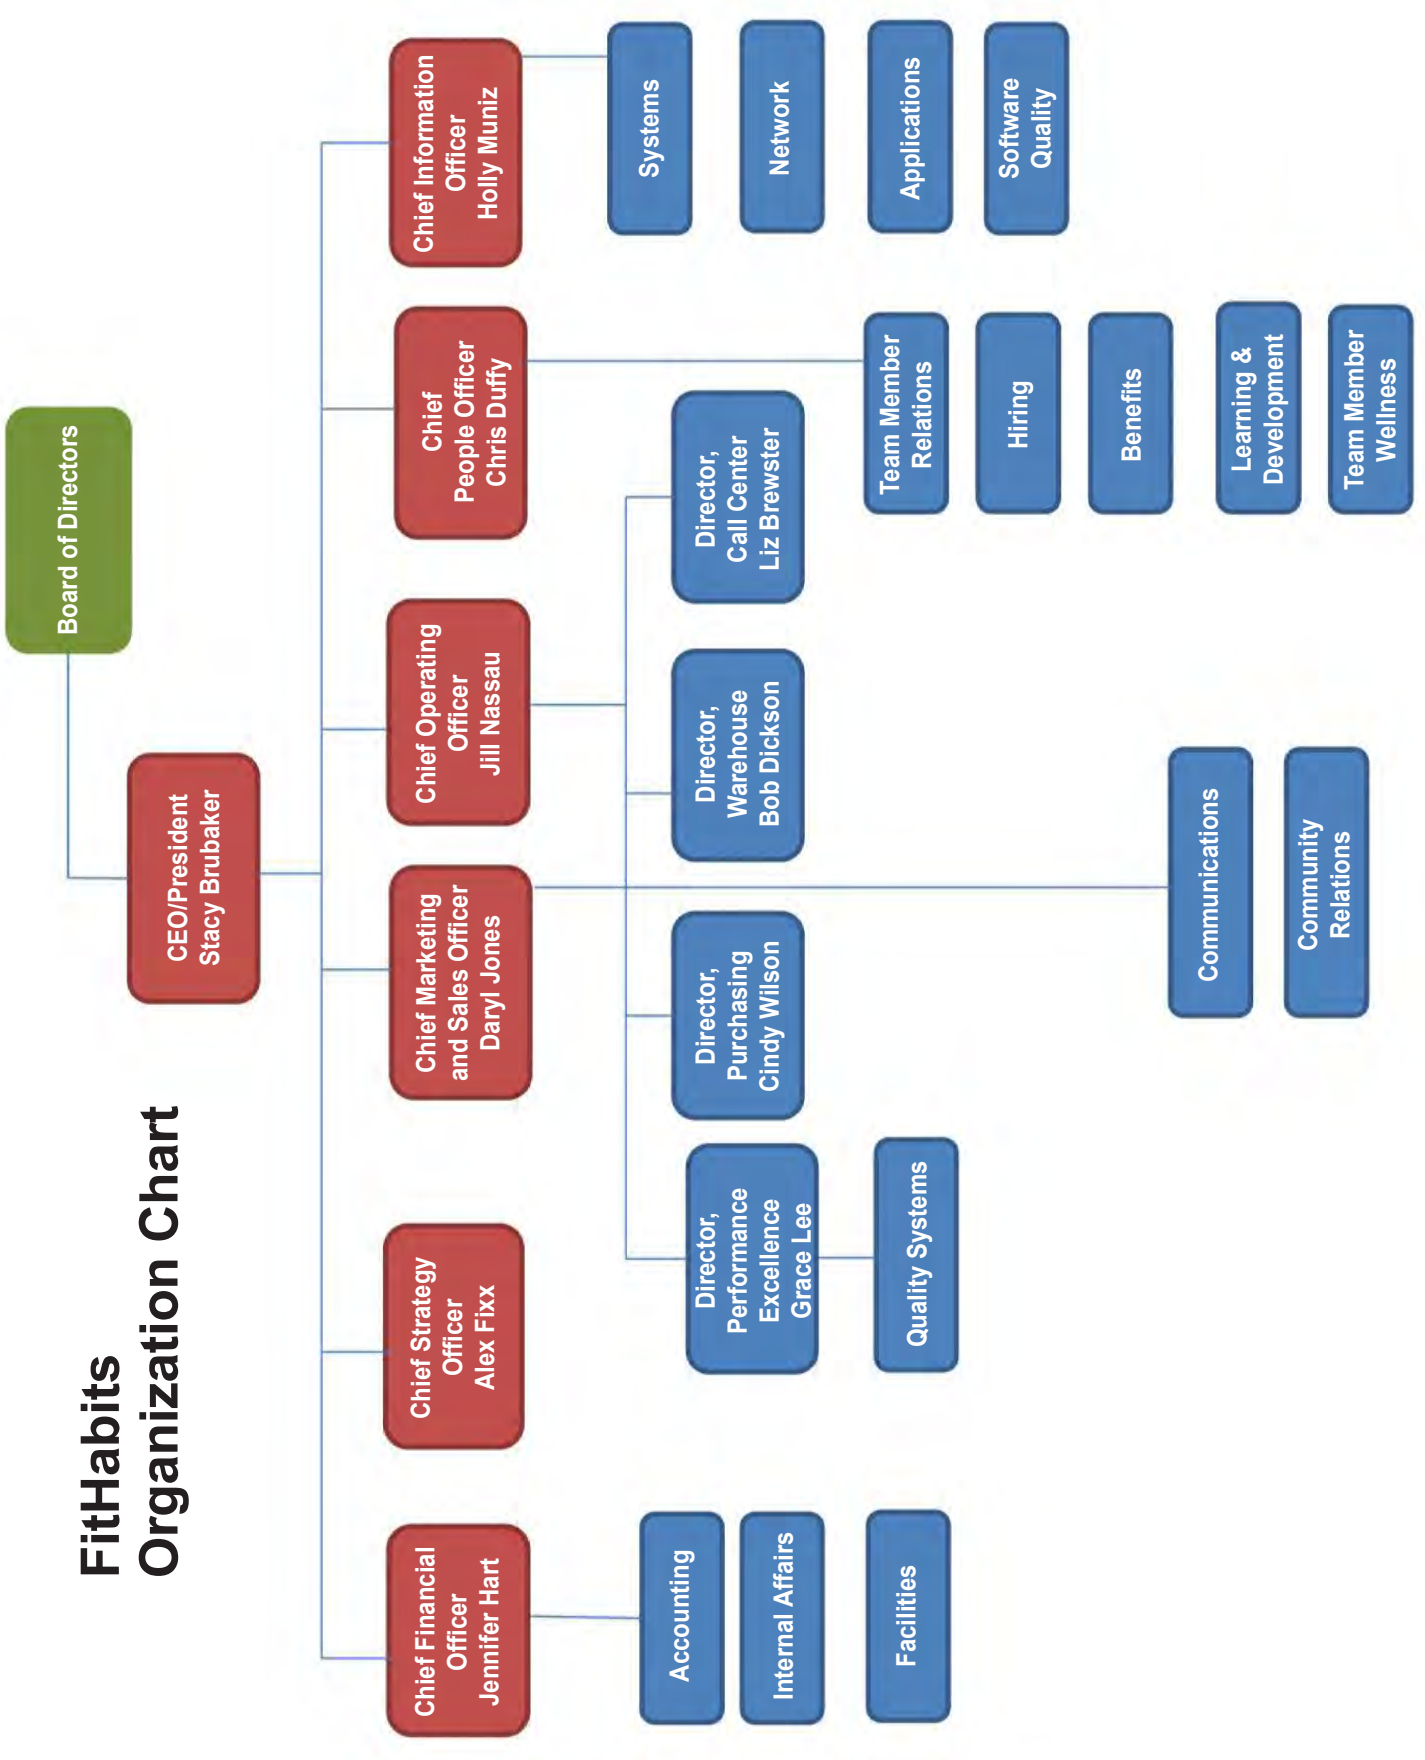 FitHabits
Organization Chart
Board of Directors
CEO/President
Stacy Brubaker
Chief Financial
Officer
Jennifer Hart
Chief Strategy
Officer
Alex Fixx
Chief Marketing
and Sales Officer
Daryl Jones
Chief Operating
Officer
Jill Nassau
Chief
People Officer
Chris Duffy
Chief Information
Officer
Holly Muniz
Accounting
Internal Affairs
Facilities
Director,
Performance
Excellence
Grace Lee
Quality Systems
Director,
Purchasing
Cindy Wilson
Director,
Warehouse
Bob Dickson
Director,
Call Center
Liz Brewster
Communications
Community
Relations
Team Member
Relations
Hiring
Benefits
Learning &
Development
Team Member
Wellness
Systems
Network
Applications
Software
Quality